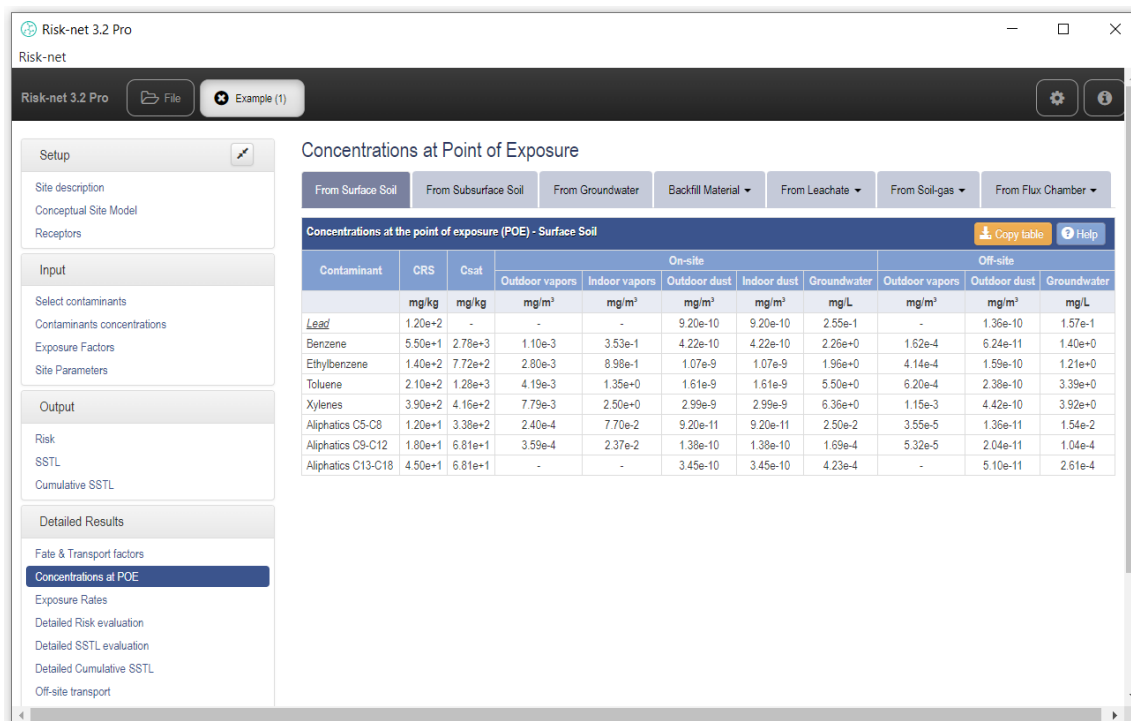 Risk-net 3.2 Pro
Risk-net
Risk-net 3.2 Pro File Example (1)
Setup
Site description
Conceptual Site Model
Receptors
Input
Select contaminants
Contaminants concentrations
Exposure Factors
Site Parameters
Output
Risk
SSTL
Cumulative SSTL
Detailed Results
Fate & Transport factors
Concentrations at POE
Exposure Rates
Detailed Risk evaluation
Detailed SSTL evaluation
Detailed Cumulative SSTL
Off-site transport
Concentrations at Point of Exposure
From Surface Soil From Subsurface Soil From Groundwater Backfill Material From Leachate From Soil-gas From Flux Chamber
Concentrations at the point of exposure (POE) - Surface Soil Copy table Help
Contaminant CRS Csat On-site Off-site
Outdoor vapors Indoor vapors Outdoor dust Indoor dust Groundwater Outdoor vapors Outdoor dust Groundwater
mg/kg mg/kg mg/m³ mg/m³ mg/m³ mg/m³ mg/L mg/m³ mg/m³ mg/L
Lead 1.20e+2 - - - 9.20e-10 9.20e-10 2.55e-1 - 1.36e-10 1.57e-1
Benzene 5.50e+1 2.78e+3 1.10e-3 3.53e-1 4.22e-10 4.22e-10 2.26e+0 1.62e-4 6.24e-11 1.40e+0
Ethylbenzene 1.40e+2 7.72e+2 2.80e-3 8.98e-1 1.07e-9 1.07e-9 1.96e+0 4.14e-4 1.59e-10 1.21e+0
Toluene 2.10e+2 1.28e+3 4.19e-3 1.35e+0 1.61e-9 1.61e-9 5.50e+0 6.20e-4 2.38e-10 3.39e+0
Xylenes 3.90e+2 4.16e+2 7.79e-3 2.50e+0 2.99e-9 2.99e-9 6.36e+0 1.15e-3 4.42e-10 3.92e+0
Aliphatics C5-C8 1.20e+1 3.38e+2 2.40e-4 7.70e-2 9.20e-11 9.20e-11 2.50e-2 3.55e-5 1.36e-11 1.54e-2
Aliphatics C9-C12 1.80e+1 6.81e+1 3.59e-4 2.37e-2 1.38e-10 1.38e-10 1.69e-4 5.32e-5 2.04e-11 1.04e-4
Aliphatics C13-C18 4.50e+1 6.81e+1 - - 3.45e-10 3.45e-10 4.23e-4 - 5.10e-11 2.61e-4